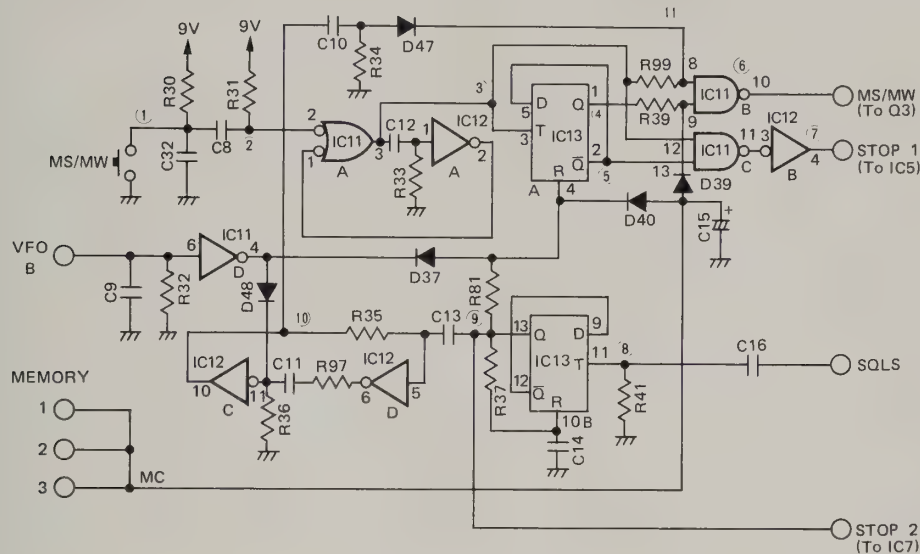 11
9V 9V
C10 D47
R30 R31 R34
3 R99 8 ⑥
① 2 D Q 1 IC11 10 MS/MW
C8 2 IC11 C12 1 IC12 5 IC13 4 R39 9 B (To Q3)
MS/MW C32 1 3 2 T 3 Q̄ 2 12 11 3 IC12 ⑦ STOP 1
A R33 A R 5 IC11 4 (To IC5)
A 4 13 C B
D39
D40 C15 +
VFO B 6 IC11 4
D D37
C9 R32 D48 R81
10 R35 C13 ⑨ 13 Q D 9
IC12 C11 R97 IC12 IC13 11 8 C16 SQLS
10 11 6 5 R37 12 Q̄ T
C R36 D R R41
10 B
C14
MEMORY
1
2
3 MC
STOP 2
(To IC7)